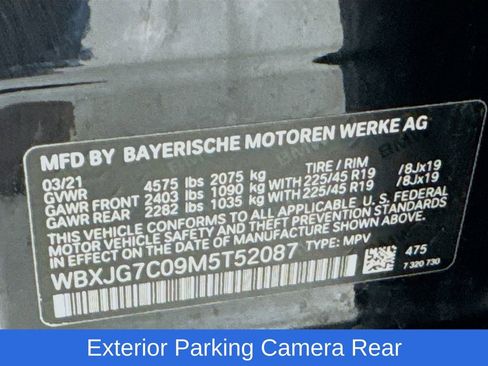 MFD BY BAYERISCHE MOTOREN WERKE AG
03/21 TIRE / RIM
GVWR 4575 lbs 2075 kg
GAWR FRONT 2403 lbs 1090 kg WITH 225/45 R19 /8Jx19
GAWR REAR 2282 lbs 1035 kg WITH 225/45 R19 /8Jx19
THIS VEHICLE CONFORMS TO ALL APPLICABLE U. S. FEDERAL
MOTOR VEHICLE SAFETY, BUMPER AND THEFT PREVENTION
STANDARDS IN EFFECT ON THE DATE OF MANUFACTURE SHOWN ABOVE.
WBXJG7C09M5T52087 TYPE: MPV
475
7 320 730
Exterior Parking Camera Rear